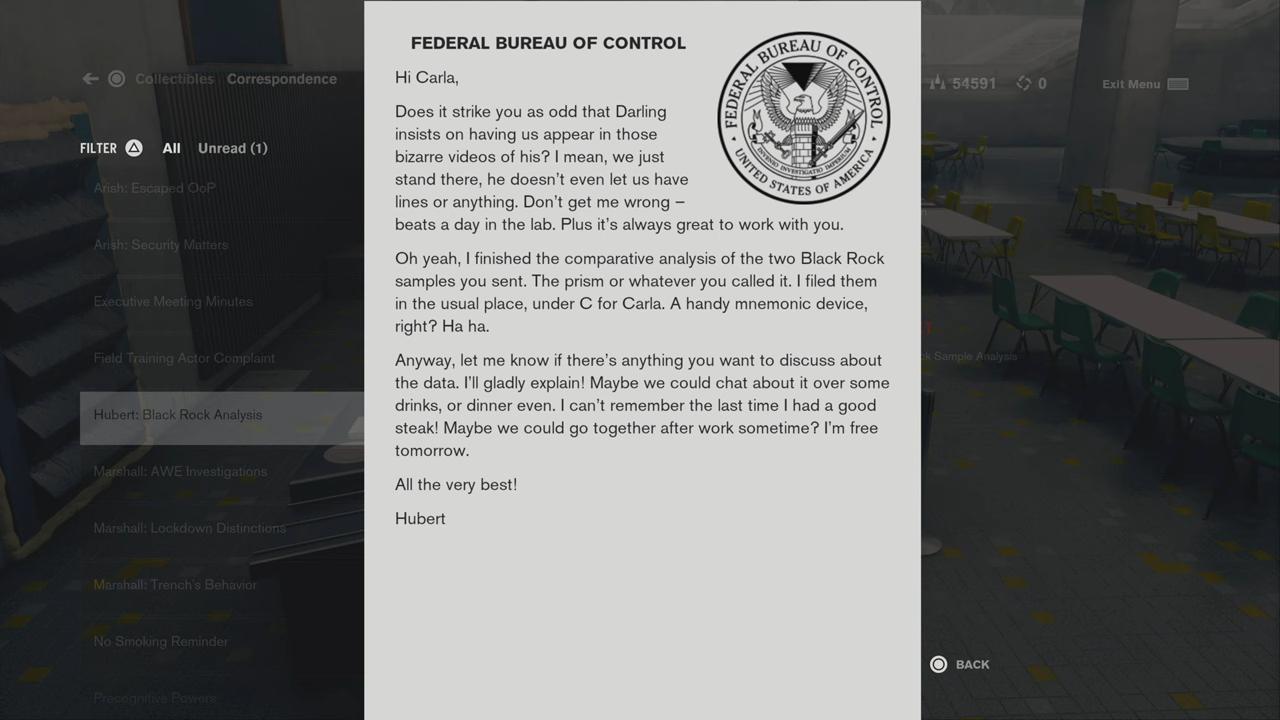 FEDERAL BUREAU OF CONTROL
FEDERAL BUREAU OF CONTROL
INVENIO INVESTIGATIO IMPERIUM
UNITED STATES OF AMERICA
Hi Carla,
Does it strike you as odd that Darling
insists on having us appear in those
bizarre videos of his? I mean, we just
stand there, he doesn’t even let us have
lines or anything. Don’t get me wrong –
beats a day in the lab. Plus it’s always great to work with you.
Oh yeah, I finished the comparative analysis of the two Black Rock
samples you sent. The prism or whatever you called it. I filed them
in the usual place, under C for Carla. A handy mnemonic device,
right? Ha ha.
Anyway, let me know if there’s anything you want to discuss about
the data. I’ll gladly explain! Maybe we could chat about it over some
drinks, or dinner even. I can’t remember the last time I had a good
steak! Maybe we could go together after work sometime? I’m free
tomorrow.
All the very best!
Hubert
Collectibles Correspondence
54591 0 Exit Menu
FILTER All Unread (1)
Arish: Escaped OoP
Arish: Security Matters
Executive Meeting Minutes
Field Training Actor Complaint
Hubert: Black Rock Analysis
Marshall: AWE Investigations
Marshall: Lockdown Distinctions
Marshall: Trench's Behavior
No Smoking Reminder
Precognitive Powers
Sample Analysis
BACK